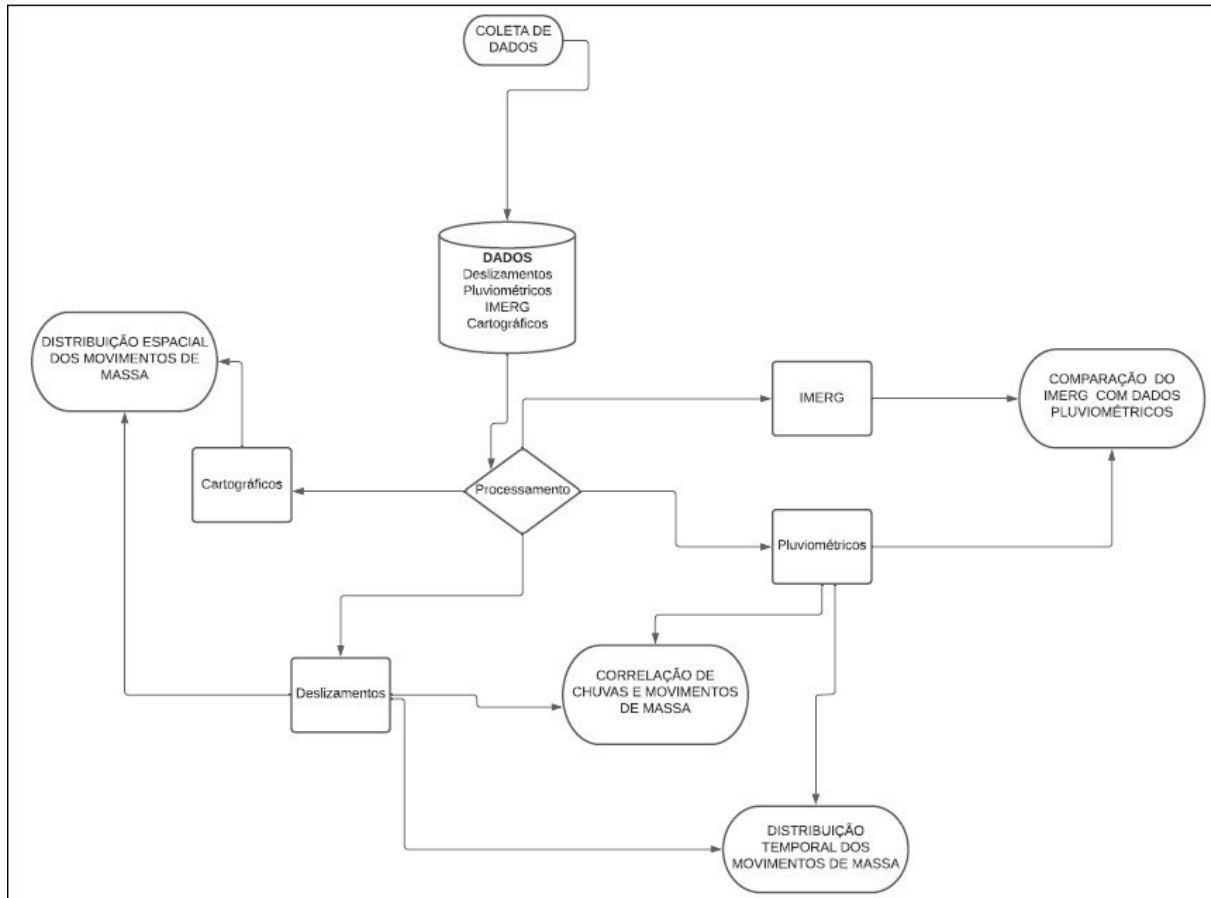 COLETA DE
DADOS
DADOS
Deslizamentos
Pluviométricos
IMERG
Cartográficos
DISTRIBUIÇÃO ESPACIAL
DOS MOVIMENTOS DE
MASSA
IMERG
COMPARAÇÃO DO
IMERG COM DADOS
PLUVIOMÉTRICOS
Cartográficos
Processamento
Pluviométricos
Deslizamentos
CORRELAÇÃO DE
CHUVAS E MOVIMENTOS
DE MASSA
DISTRIBUIÇÃO
TEMPORAL DOS
MOVIMENTOS DE MASSA